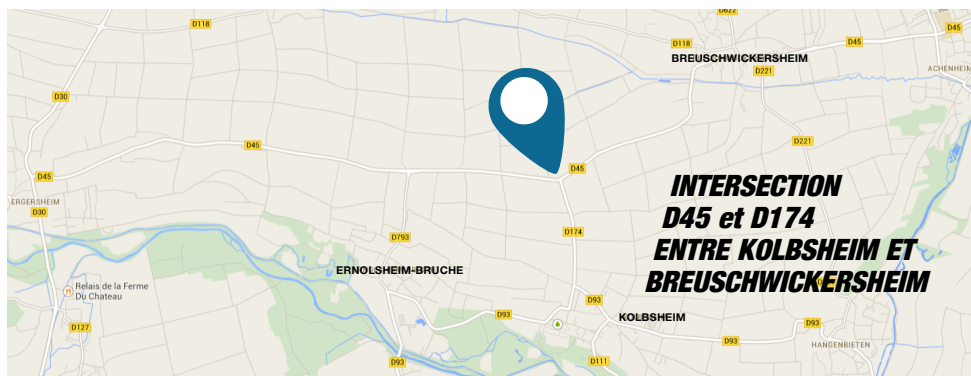 D118
D622
D118
D45
BREUSCHWICKERSHEIM
D221
ACHENHEIM
D30
D45
D221
D45
D45
INTERSECTION
D45 et D174
ENTRE KOLBSHEIM ET
BREUSCHWICKERSHEIM
ERGERSHEIM
D30
D174
D793
ERNOLSHEIM-BRUCHE
Relais de la Ferme
Du Chateau
D93
D93
KOLBSHEIM
D93
D127
HANGENBIETEN
D93
D111
D222